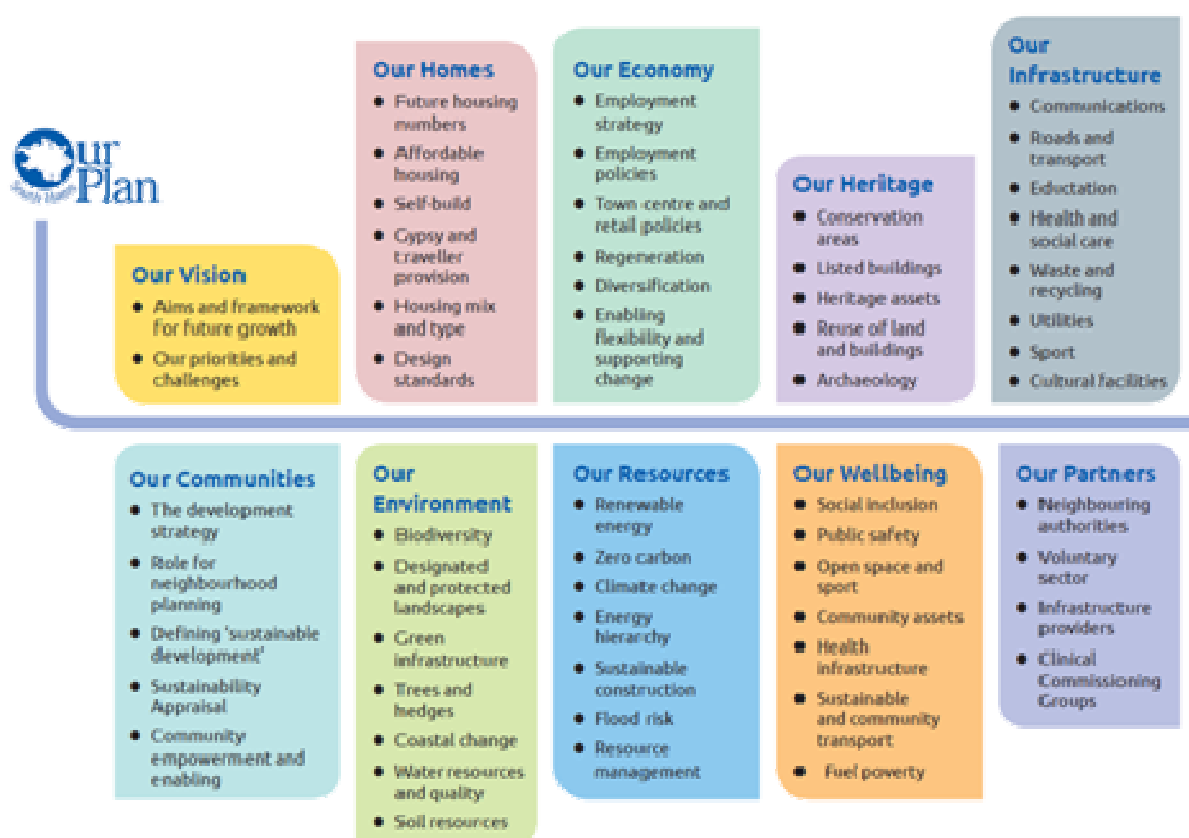 Our
Plan
South Hams
Our Vision
Aims and framework
for future growth
Our priorities and
challenges
Our Homes
Future housing
numbers
Affordable
housing
Self-build
Gypsy and
traveller
provision
Housing mix
and type
Design
standards
Our Economy
Employment
strategy
Employment
policies
Town centre and
retail policies
Regeneration
Diversification
Enabling
flexibility and
supporting
change
Our Heritage
Conservation
areas
Listed buildings
Heritage assets
Reuse of land
and buildings
Archaeology
Our
Infrastructure
Communications
Roads and
transport
Eductation
Health and
social care
Waste and
recycling
Utilities
Sport
Cultural facilities
Our Communities
The development
strategy
Role for
neighbourhood
planning
Defining 'sustainable
development'
Sustainability
Appraisal
Community
empowerment and
enabling
Our
Environment
Biodiversity
Designated
and protected
landscapes
Green
infrastructure
Trees and
hedges
Coastal change
Water resources
and quality
Soil resources
Our Resources
Renewable
energy
Zero carbon
Climate change
Energy
hierarchy
Sustainable
construction
Flood risk
Resource
management
Our Wellbeing
Social inclusion
Public safety
Open space and
sport
Community assets
Health
infrastructure
Sustainable
and community
transport
Fuel poverty
Our Partners
Neighbouring
authorities
Voluntary
sector
Infrastructure
providers
Clinical
Commissioning
Groups